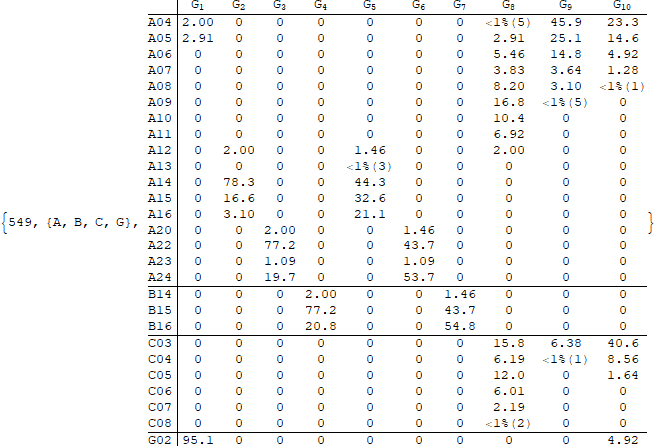 G1 G2 G3 G4 G5 G6 G7 G8 G9 G10
A04 2.00 0 0 0 0 0 0 <1%(5) 45.9 23.3
A05 2.91 0 0 0 0 0 0 2.91 25.1 14.6
A06 0 0 0 0 0 0 0 5.46 14.8 4.92
A07 0 0 0 0 0 0 0 3.83 3.64 1.28
A08 0 0 0 0 0 0 0 8.20 3.10 <1%(1)
A09 0 0 0 0 0 0 0 16.8 <1%(5) 0
A10 0 0 0 0 0 0 0 10.4 0 0
A11 0 0 0 0 0 0 0 6.92 0 0
A12 0 2.00 0 0 1.46 0 0 2.00 0 0
A13 0 0 0 0 <1%(3) 0 0 0 0 0
A14 0 78.3 0 0 44.3 0 0 0 0 0
A15 0 16.6 0 0 32.6 0 0 0 0 0
{549, {A, B, C, G}, A16 0 3.10 0 0 21.1 0 0 0 0 0 }
A20 0 0 2.00 0 0 1.46 0 0 0 0
A22 0 0 77.2 0 0 43.7 0 0 0 0
A23 0 0 1.09 0 0 1.09 0 0 0 0
A24 0 0 19.7 0 0 53.7 0 0 0 0
B14 0 0 0 2.00 0 0 1.46 0 0 0
B15 0 0 0 77.2 0 0 43.7 0 0 0
B16 0 0 0 20.8 0 0 54.8 0 0 0
C03 0 0 0 0 0 0 0 15.8 6.38 40.6
C04 0 0 0 0 0 0 0 6.19 <1%(1) 8.56
C05 0 0 0 0 0 0 0 12.0 0 1.64
C06 0 0 0 0 0 0 0 6.01 0 0
C07 0 0 0 0 0 0 0 2.19 0 0
C08 0 0 0 0 0 0 0 <1%(2) 0 0
G02 95.1 0 0 0 0 0 0 0 0 4.92